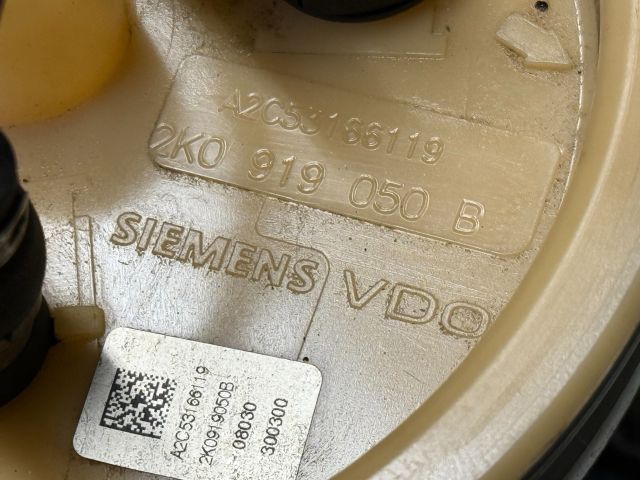 A2C53166119
2K0 919 050 B
SIEMENS VDO
A2C53166119
2K0919050B
08030
300300